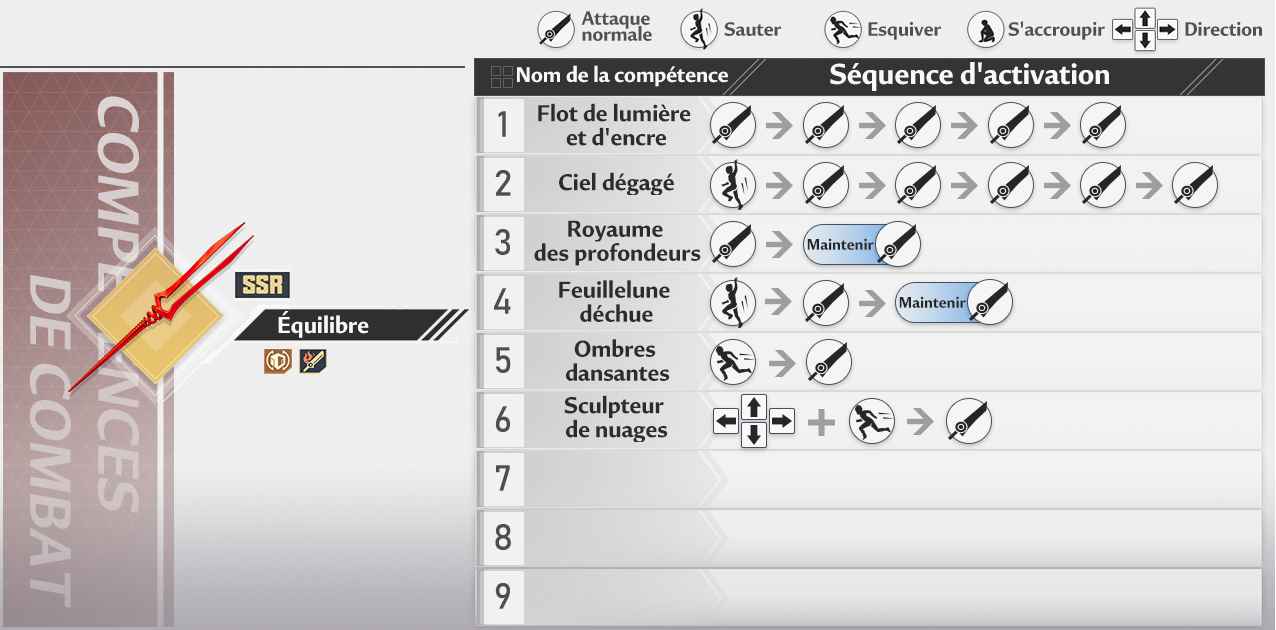 Attaque
normale
Sauter
Esquiver
S'accroupir
Direction
Nom de la compétence
Séquence d'activation
COMPÉTENCES
DE COMBAT
SSR
Équilibre
1
Flot de lumière
et d'encre
2
Ciel dégagé
3
Royaume
des profondeurs
Maintenir
4
Feuillelune
déchue
Maintenir
5
Ombres
dansantes
6
Sculpteur
de nuages
7
8
9